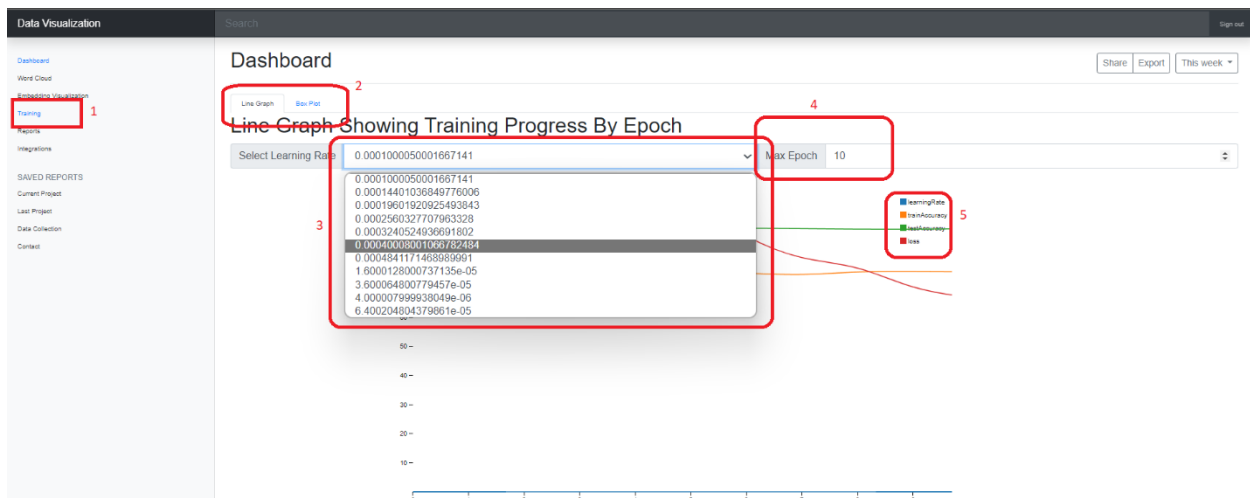 Data Visualization
Search
Sign out
Dashboard
Word Cloud
Embedding Visualization
Training
1
Reports
Integrations
SAVED REPORTS
Current Project
Last Project
Data Collection
Contact
Dashboard
Share
Export
This week
2
Line Graph
Box Plot
Line Graph Showing Training Progress By Epoch
4
Select Learning Rate
0.0001000050001667141
Max Epoch
10
3
0.0001000050001667141
0.00014401036849776006
0.00019601920925493843
0.00025603277079633​28
0.0003240524936691802
0.00040008001066782484
0.0004841171468989991
1.6000128000737135e-05
3.600064800779457e-05
4.000007999938049e-06
6.400204804379861e-05
learningRate
trainAccuracy
testAccuracy
loss
5
50
40
30
20
10